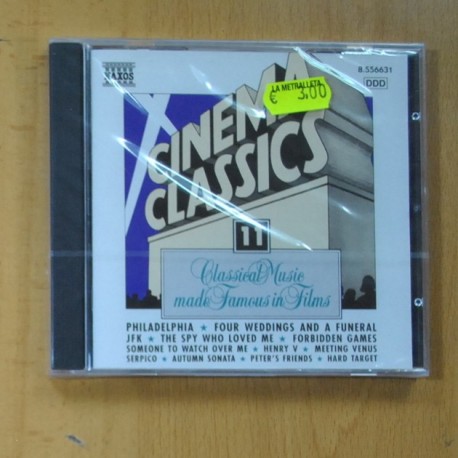 NAXOS
8.556631
DDD
LA METRALLETA
€ 3,00
CINEMA
CLASSICS
11
Classical Music
made Famous in Films
PHILADELPHIA ★ FOUR WEDDINGS AND A FUNERAL
JFK ★ THE SPY WHO LOVED ME ★ FORBIDDEN GAMES
SOMEONE TO WATCH OVER ME ★ HENRY V ★ MEETING VENUS
SERPICO ★ AUTUMN SONATA ★ PETER'S FRIENDS ★ HARD TARGET